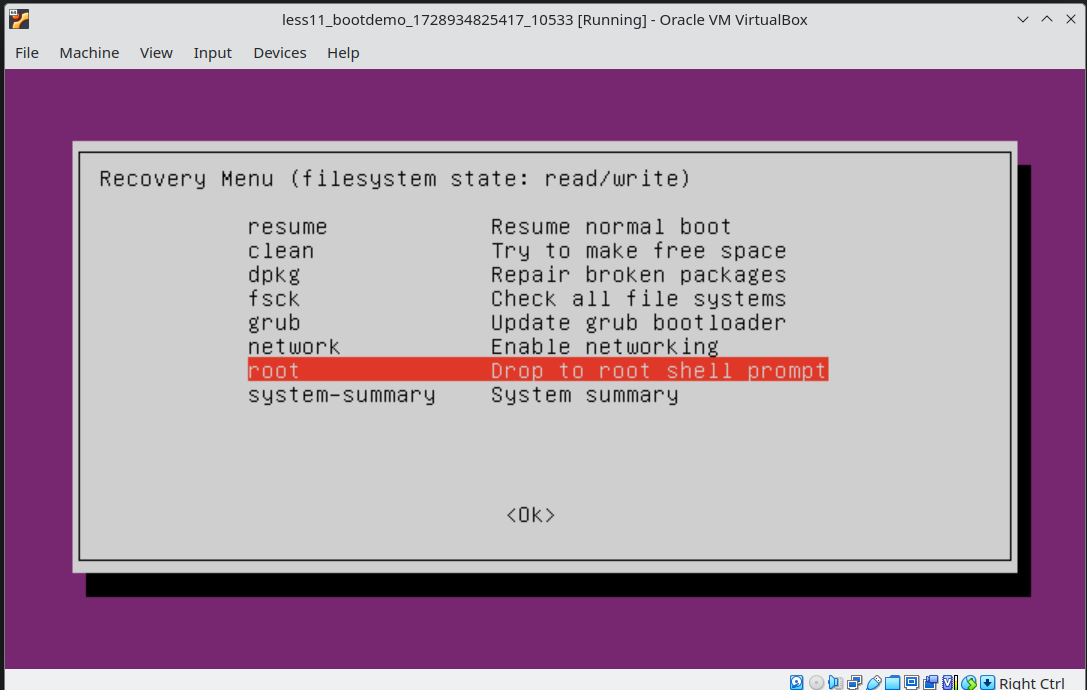 less11_bootdemo_1728934825417_10533 [Running] - Oracle VM VirtualBox
File Machine View Input Devices Help
Recovery Menu (filesystem state: read/write)
resume Resume normal boot
clean Try to make free space
dpkg Repair broken packages
fsck Check all file systems
grub Update grub bootloader
network Enable networking
root Drop to root shell prompt
system-summary System summary
<Ok>
Right Ctrl